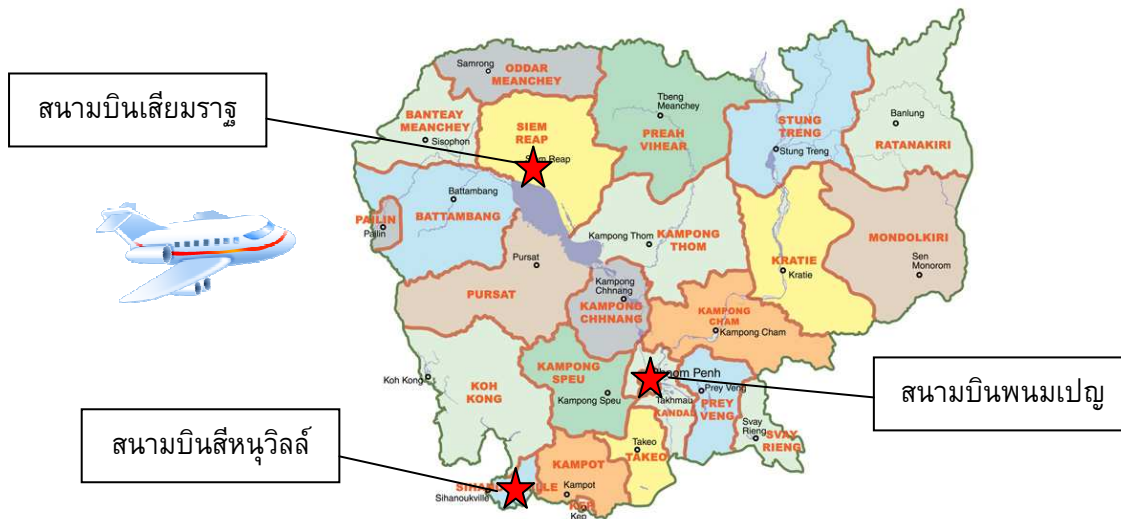 สนามบินเสียมราฐ
สนามบินพนมเปญ
สนามบินสีหนุวิลล์
Samrong
ODDAR
MEANCHEY
BANTEAY
MEANCHEY
Sisophon
SIEM
REAP
Siem Reap
Tbeng
Meanchey
PREAH
VIHEAR
STUNG
TRENG
Stung Treng
Banlung
RATANAKIRI
PAILIN
Pailin
Battambang
BATTAMBANG
Kampong Thom
KAMPONG
THOM
KRATIE
Kratie
MONDOLKIRI
Sen
Monorom
Pursat
PURSAT
Kampong
Chhnang
KAMPONG
CHHNANG
KAMPONG
CHAM
Kampong Cham
Koh Kong
KOH
KONG
KAMPONG
SPEU
Kampong Speu
Phnom Penh
Takhmau
KANDAL
Prey Veng
PREY
VENG
Svay
Rieng
SVAY
RIENG
Takeo
TAKEO
KAMPOT
Kampot
Sihanoukville
KEP
Kep